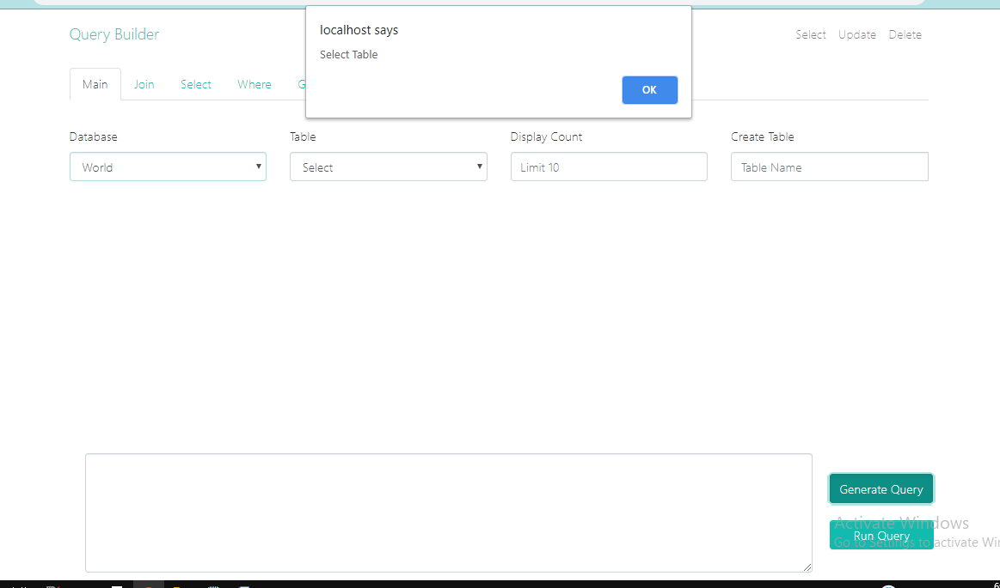 localhost says
Select Table
OK
Query Builder
Select Update Delete
Main Join Select Where G
Database Table Display Count Create Table
World Select Limit 10 Table Name
Generate Query
Activate Windows
Run Query
Go to Settings to activate Wi